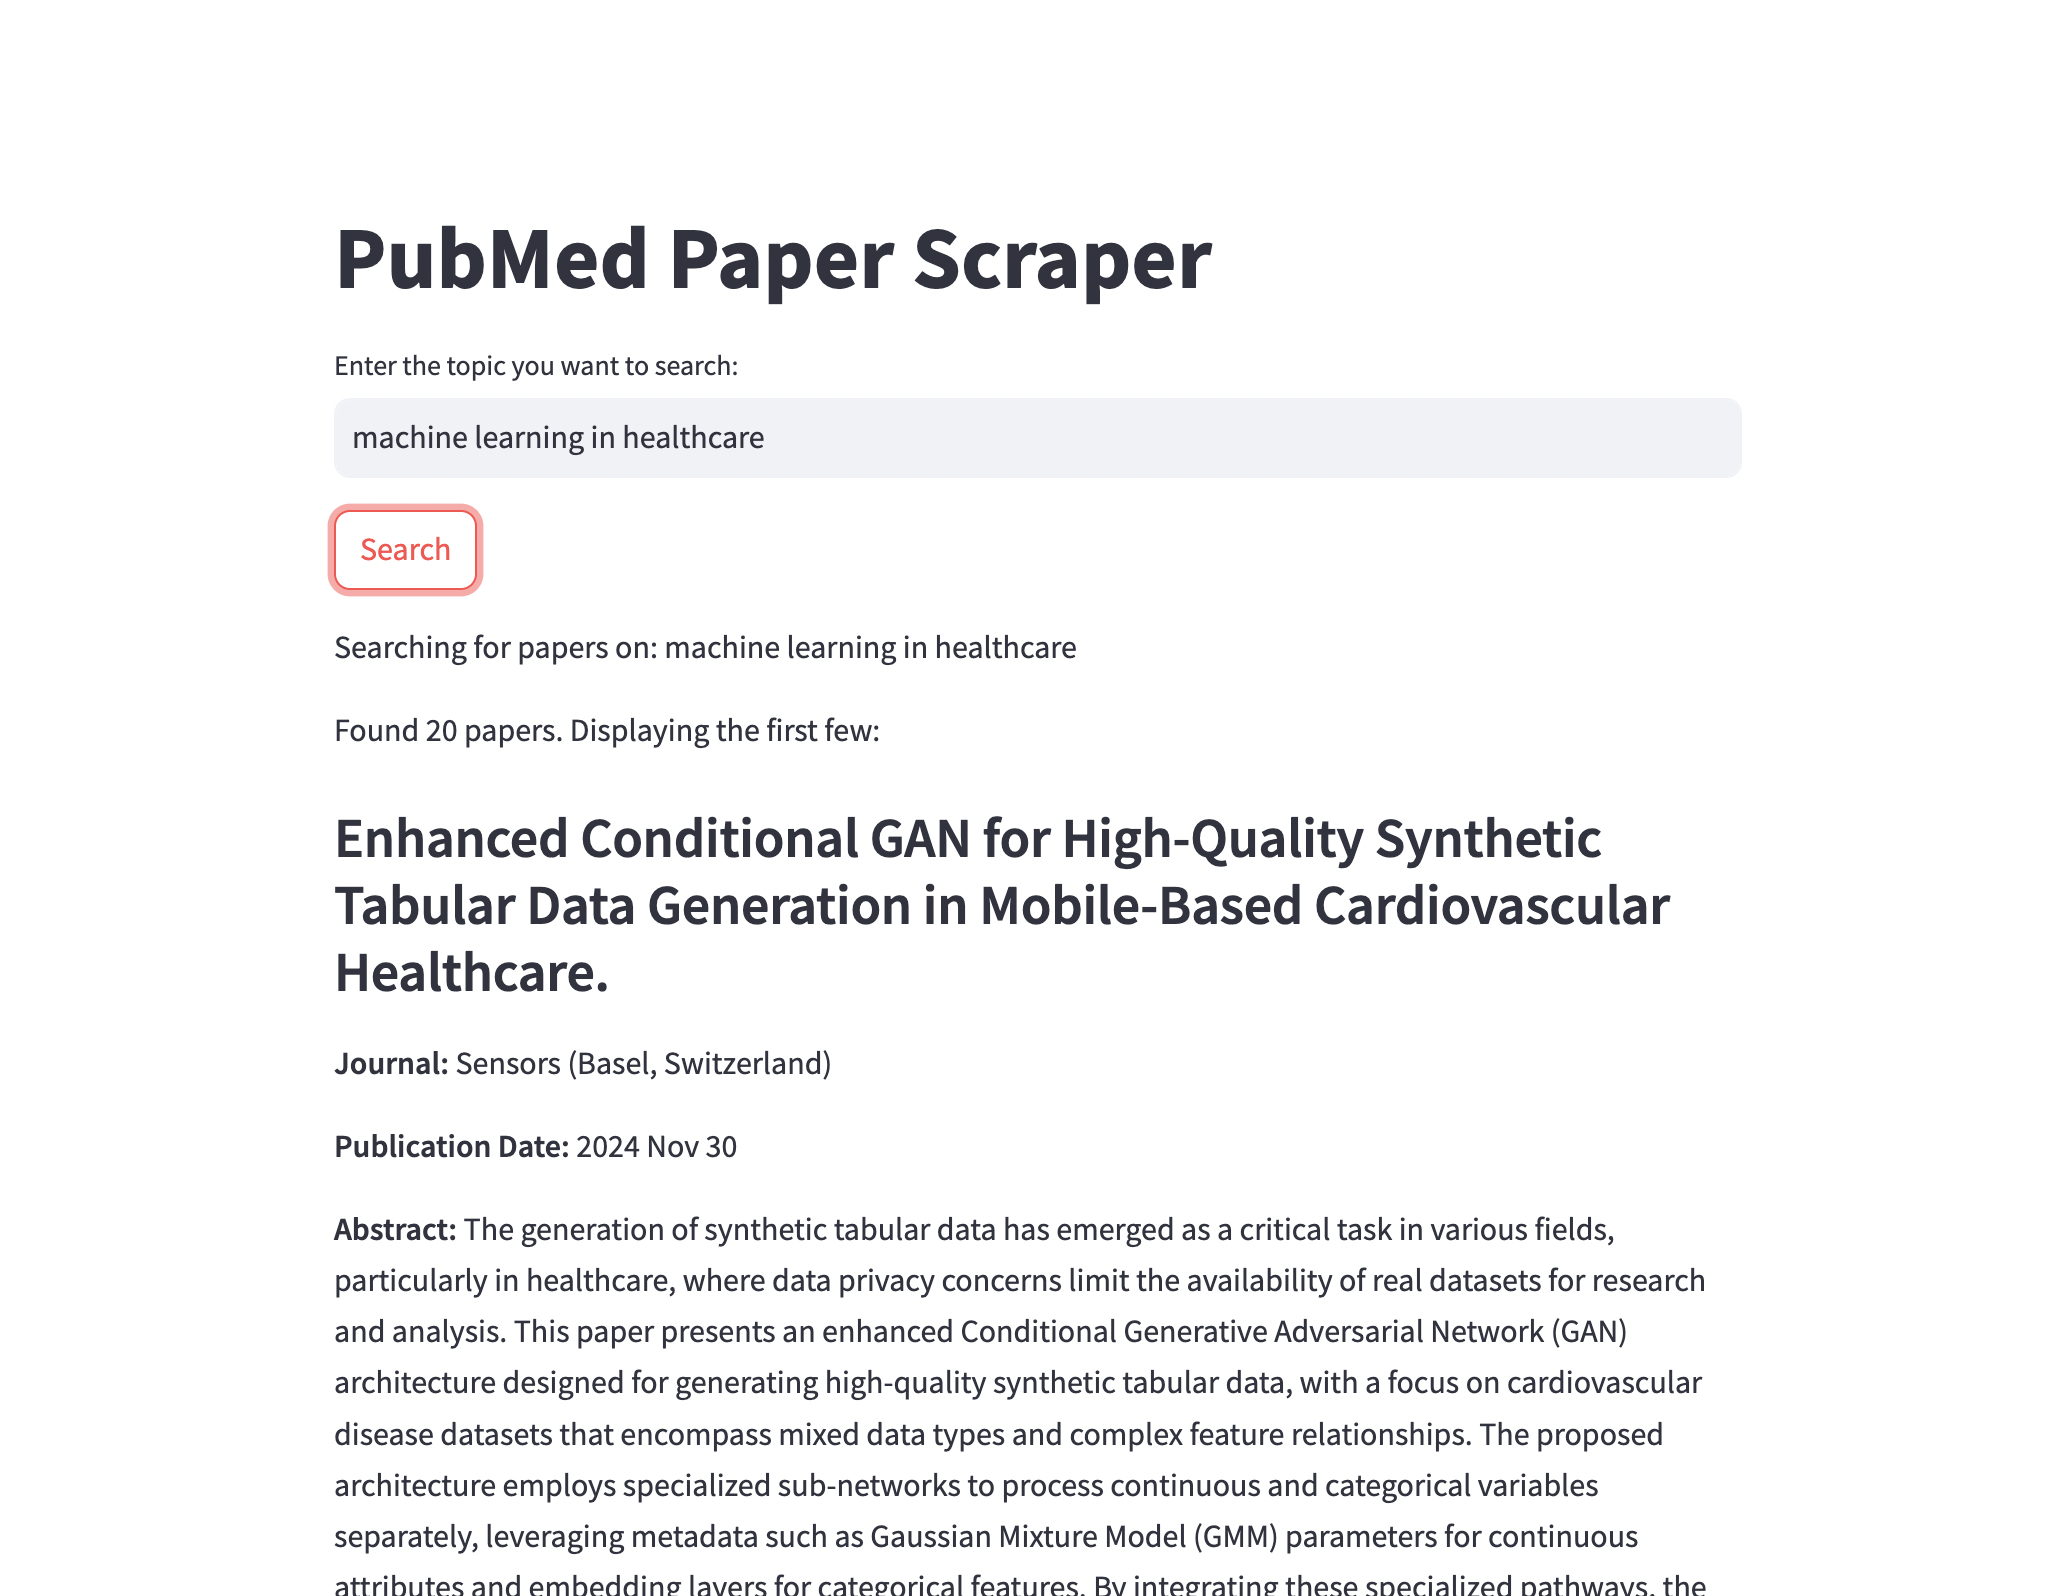 PubMed Paper Scraper
Enter the topic you want to search:
machine learning in healthcare
Search
Searching for papers on: machine learning in healthcare
Found 20 papers. Displaying the first few:
Enhanced Conditional GAN for High-Quality Synthetic
Tabular Data Generation in Mobile-Based Cardiovascular
Healthcare.
Journal: Sensors (Basel, Switzerland)
Publication Date: 2024 Nov 30
Abstract: The generation of synthetic tabular data has emerged as a critical task in various fields,
particularly in healthcare, where data privacy concerns limit the availability of real datasets for research
and analysis. This paper presents an enhanced Conditional Generative Adversarial Network (GAN)
architecture designed for generating high-quality synthetic tabular data, with a focus on cardiovascular
disease datasets that encompass mixed data types and complex feature relationships. The proposed
architecture employs specialized sub-networks to process continuous and categorical variables
separately, leveraging metadata such as Gaussian Mixture Model (GMM) parameters for continuous
attributes and embedding layers for categorical features. By integrating these specialized pathways, the